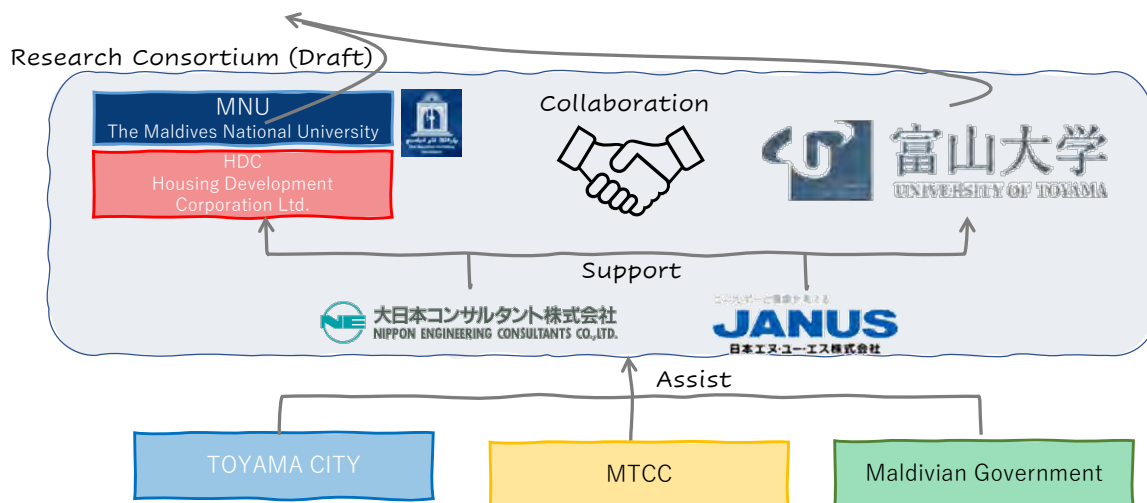 Research Consortium (Draft)
MNU
The Maldives National University
HDC
Housing Development
Corporation Ltd.
Collaboration
富山大学
UNIVERSITY OF TOYAMA
Support
NE
大日本コンサルタント株式会社
NIPPON ENGINEERING CONSULTANTS CO.,LTD.
JANUS
日本エヌ・ユー・エス株式会社
Assist
TOYAMA CITY
MTCC
Maldivian Government